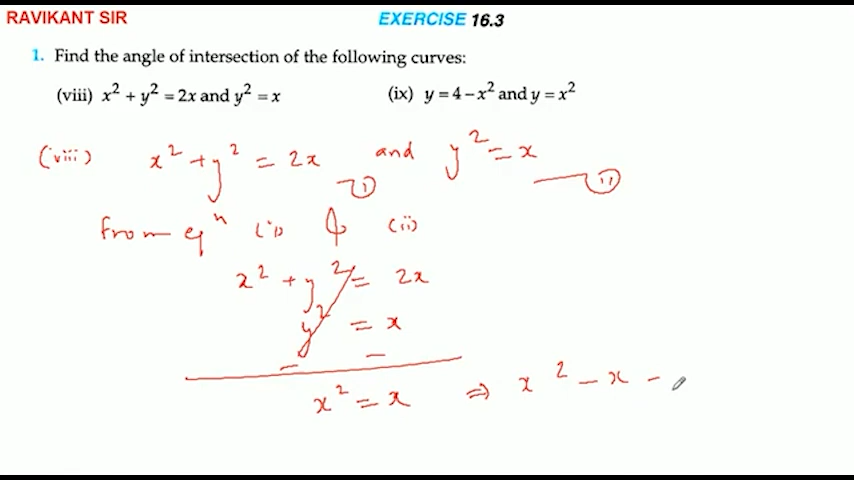 RAVIKANT SIR EXERCISE 16.3
1. Find the angle of intersection of the following curves:
(viii) x² + y² = 2x and y² = x (ix) y = 4 – x² and y = x²
(viii) x² + y² = 2x (i) and y² = x (ii)
from eqⁿ (i) & (ii)
x² + y² = 2x
y² = x
– –
x² = x ⇒ x² – x –